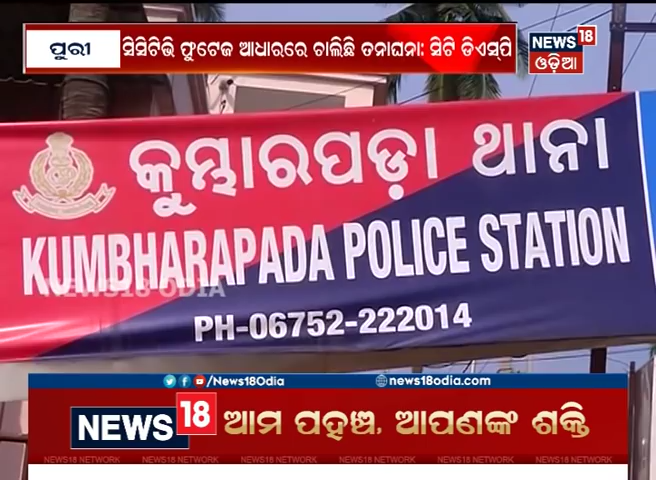 ପୁରୀ
ସିସିଟିଭି ଫୁଟେଜ ଆଧାରରେ ଚାଲିଛି ତନାଘନା: ସିଟି ଡିଏସ୍‌ପି
NEWS18
ଓଡ଼ିଆ
କୁମ୍ଭାରପଡ଼ା ଥାନା
KUMBHARAPADA POLICE STATION
NEWS18 ODIA
PH-06752-222014
/News18Odia news18odia.com
NEWS18 ଆମ ପହଞ୍ଚ, ଆପଣଙ୍କ ଶକ୍ତି
NEWS18 NETWORK NEWS18 NETWORK NEWS18 NETWORK NEWS18 NETWORK NEWS18 NETWORK NEWS18 NETWORK